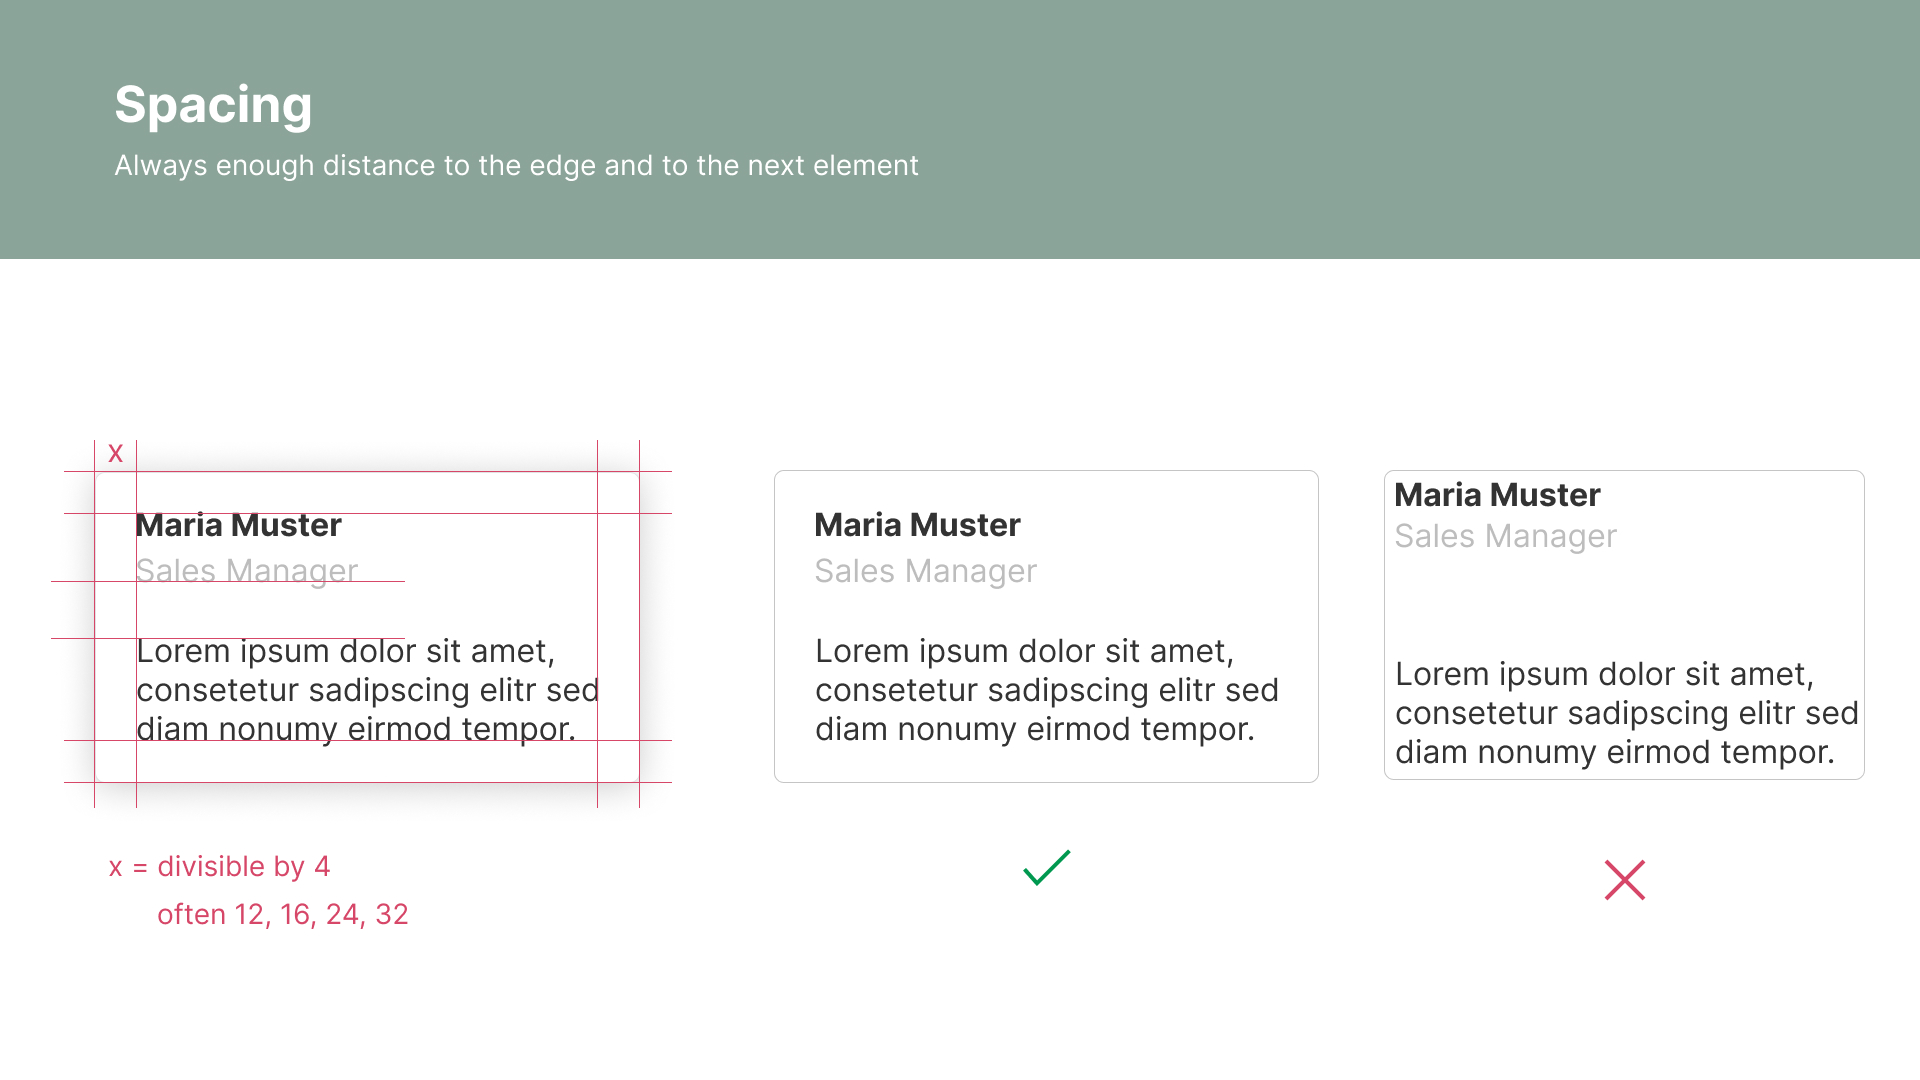 Spacing
Always enough distance to the edge and to the next element
x
Maria Muster
Sales Manager
Lorem ipsum dolor sit amet,
consetetur sadipscing elitr sed
diam nonumy eirmod tempor.
x = divisible by 4
often 12, 16, 24, 32
Maria Muster
Sales Manager
Lorem ipsum dolor sit amet,
consetetur sadipscing elitr sed
diam nonumy eirmod tempor.
Maria Muster
Sales Manager
Lorem ipsum dolor sit amet,
consetetur sadipscing elitr sed
diam nonumy eirmod tempor.